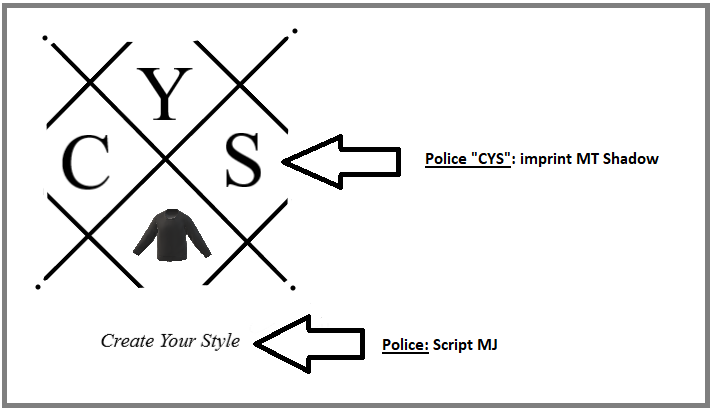 Y
C S
Police "CYS": imprint MT Shadow
Create Your Style
Police: Script MJ